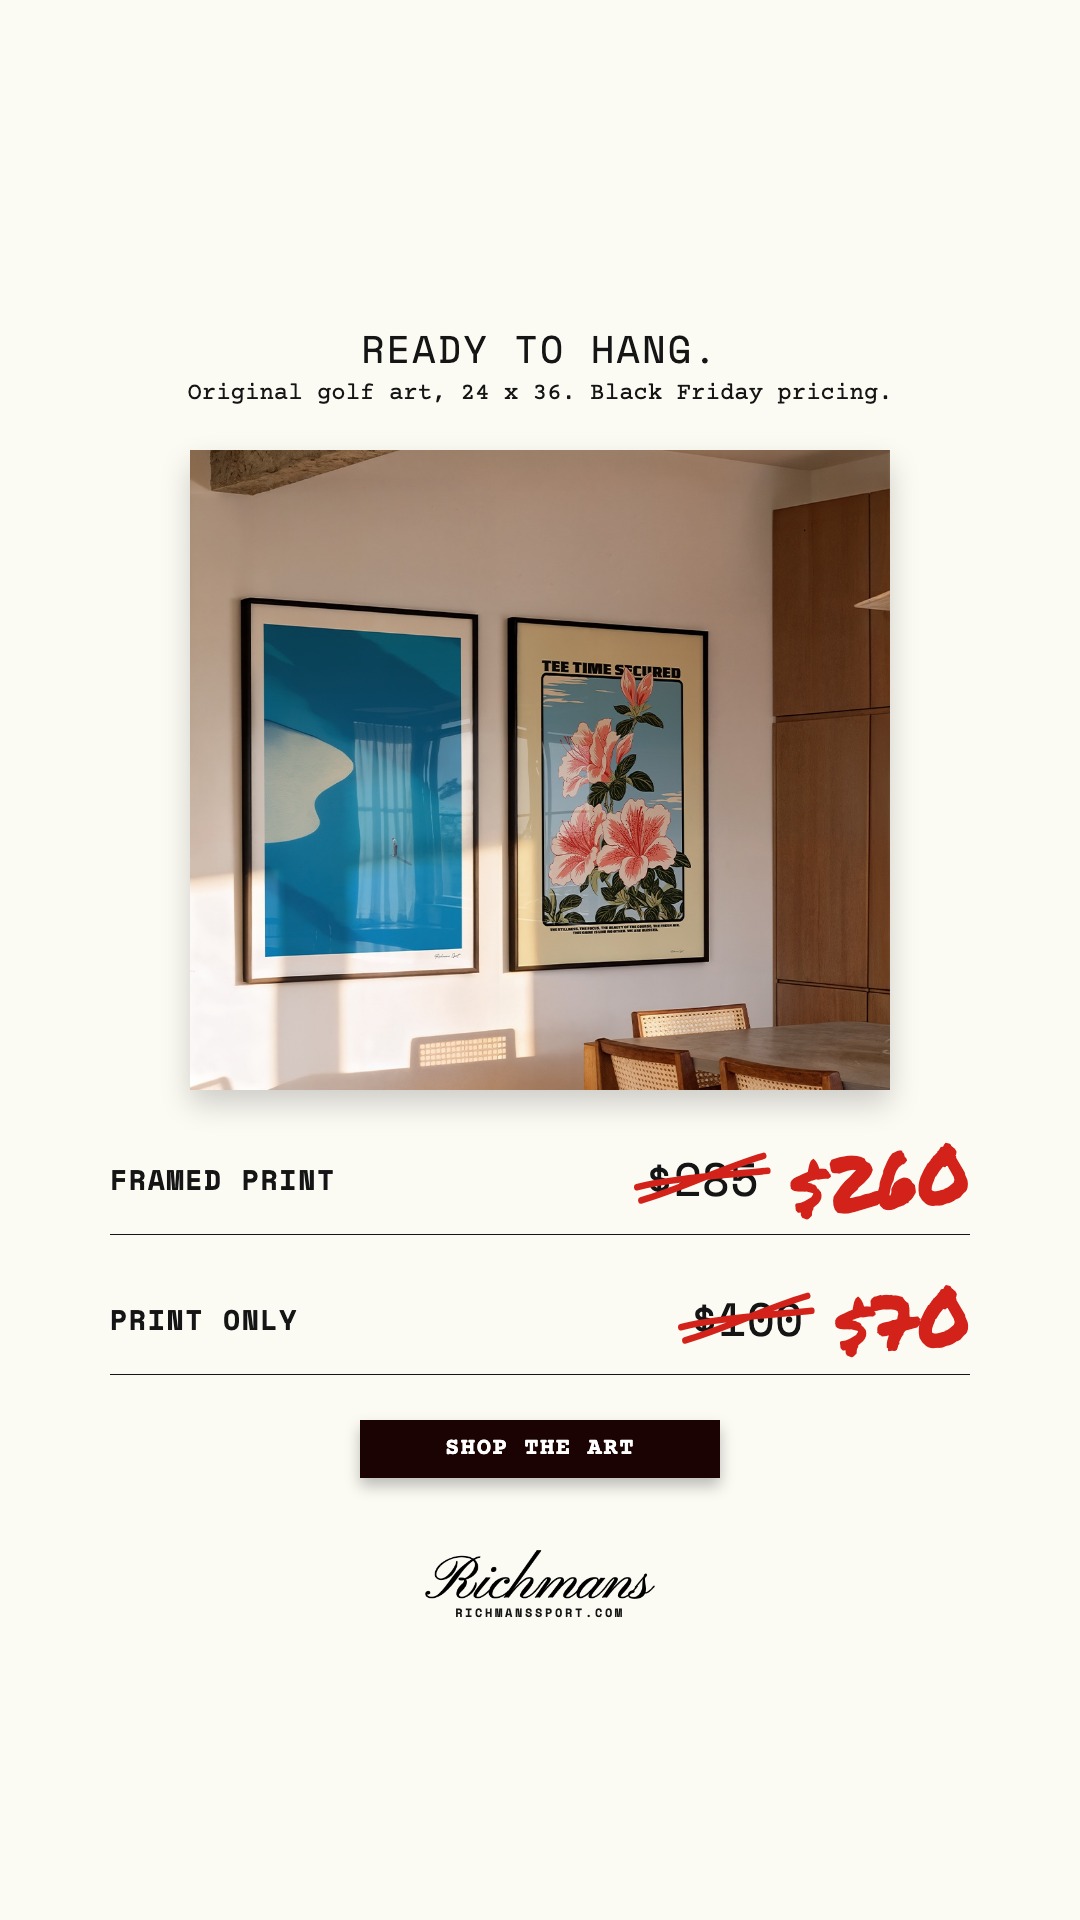 READY TO HANG.
Original golf art, 24 x 36. Black Friday pricing.
TEE TIME SECURED
FRAMED PRINT $285 $260
PRINT ONLY $100 $70
SHOP THE ART
Richmans
RICHMANSSPORT.COM